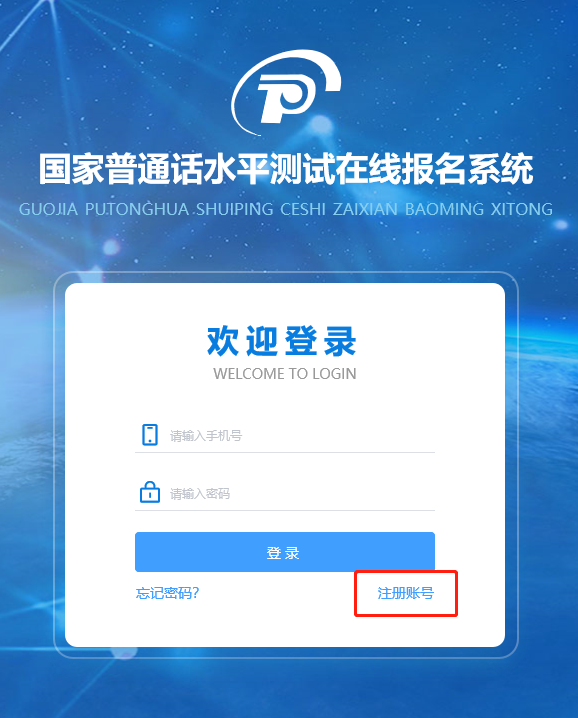 国家普通话水平测试在线报名系统
GUOJIA PUTONGHUA SHUIPING CESHI ZAIXIAN BAOMING XITONG
欢迎登录
WELCOME TO LOGIN
请输入手机号
请输入密码
登 录
忘记密码? 注册账号